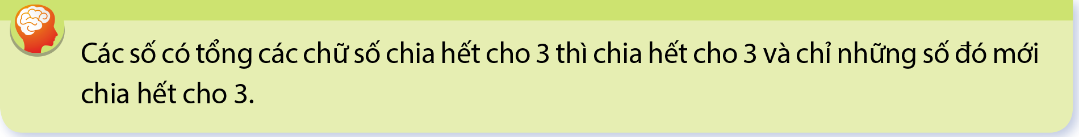 Các số có tổng các chữ số chia hết cho 3 thì chia hết cho 3 và chỉ những số đó mới
chia hết cho 3.